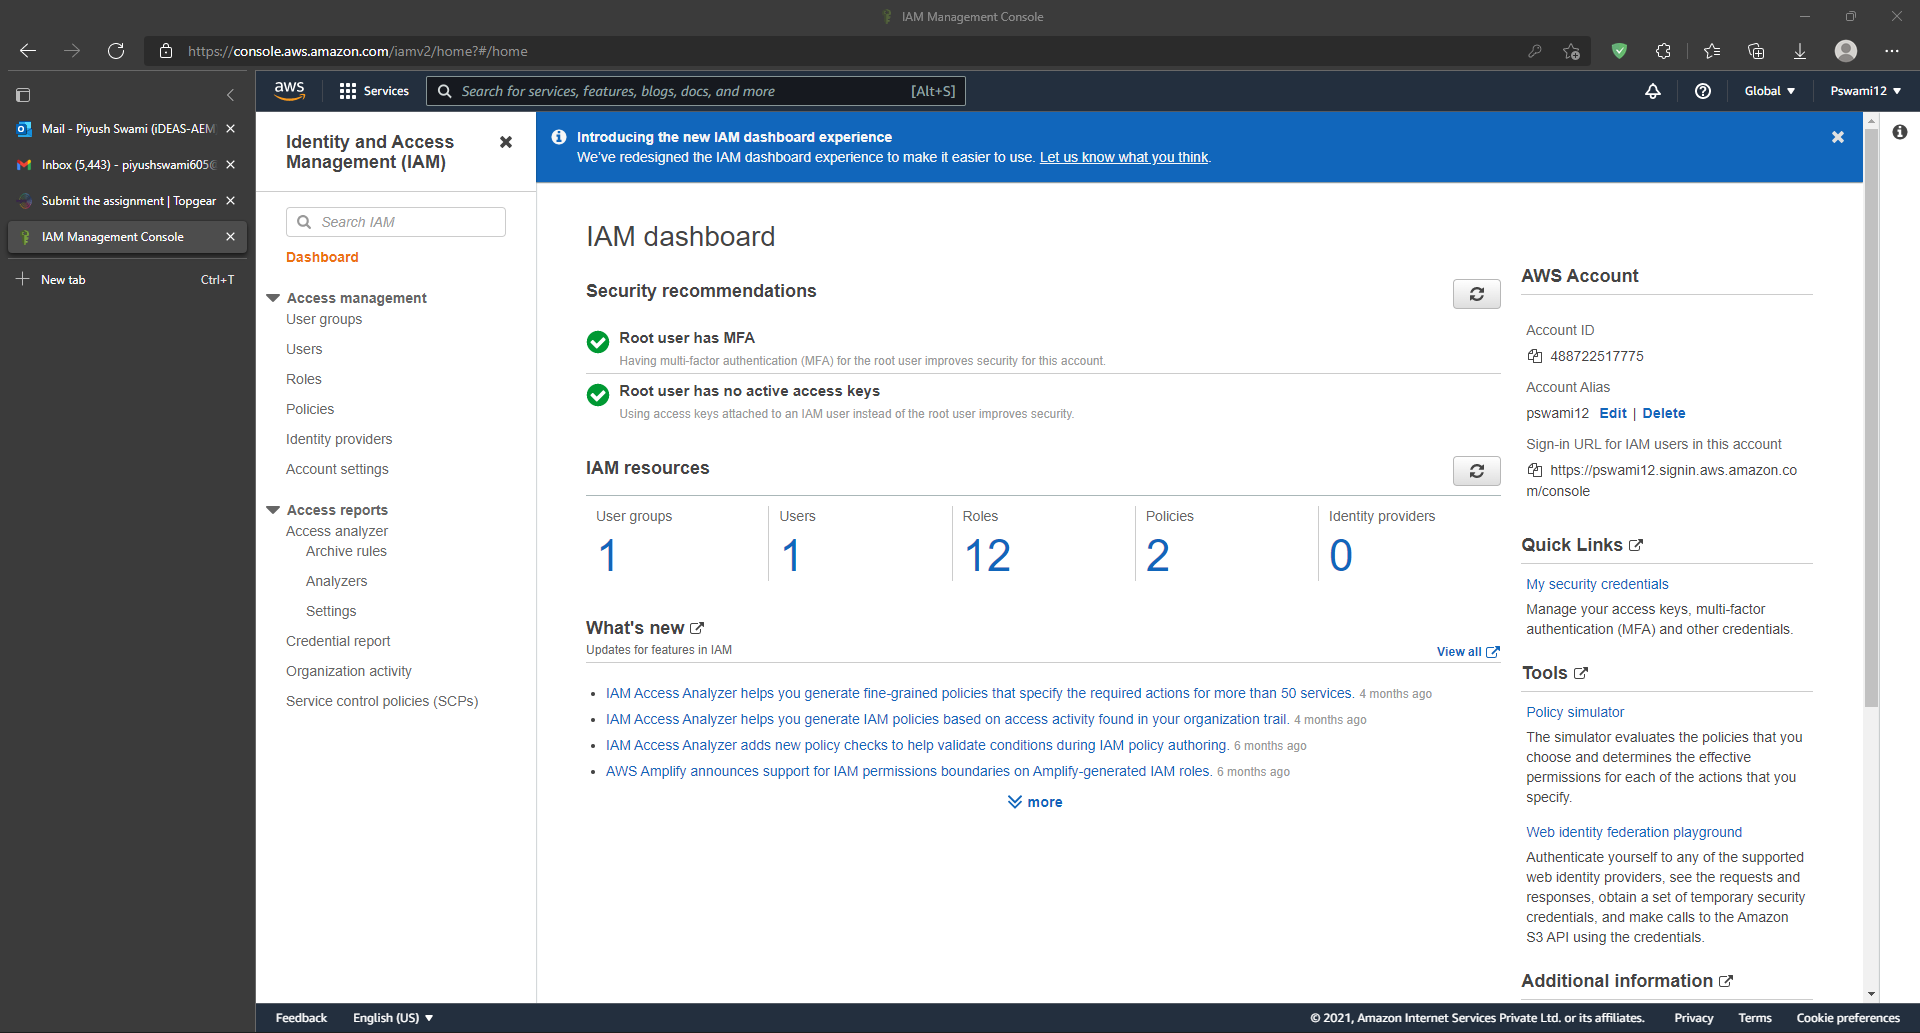 IAM Management Console
https://console.aws.amazon.com/iamv2/home?#/home
Mail - Piyush Swami (iDEAS-AEM
Inbox (5,443) - piyushswami605@
Submit the assignment | Topgear
IAM Management Console
New tab Ctrl+T
aws Services Search for services, features, blogs, docs, and more [Alt+S] Global Pswami12
Identity and Access
Management (IAM)
Search IAM
Dashboard
Access management
User groups
Users
Roles
Policies
Identity providers
Account settings
Access reports
Access analyzer
Archive rules
Analyzers
Settings
Credential report
Organization activity
Service control policies (SCPs)
Introducing the new IAM dashboard experience
We've redesigned the IAM dashboard experience to make it easier to use. Let us know what you think.
IAM dashboard
Security recommendations
Root user has MFA
Having multi-factor authentication (MFA) for the root user improves security for this account.
Root user has no active access keys
Using access keys attached to an IAM user instead of the root user improves security.
IAM resources
User groups Users Roles Policies Identity providers
1 1 12 2 0
What's new
Updates for features in IAM
View all
IAM Access Analyzer helps you generate fine-grained policies that specify the required actions for more than 50 services. 4 months ago
IAM Access Analyzer helps you generate IAM policies based on access activity found in your organization trail. 4 months ago
IAM Access Analyzer adds new policy checks to help validate conditions during IAM policy authoring. 6 months ago
AWS Amplify announces support for IAM permissions boundaries on Amplify-generated IAM roles. 6 months ago
more
AWS Account
Account ID
488722517775
Account Alias
pswami12 Edit | Delete
Sign-in URL for IAM users in this account
https://pswami12.signin.aws.amazon.co
m/console
Quick Links
My security credentials
Manage your access keys, multi-factor
authentication (MFA) and other credentials.
Tools
Policy simulator
The simulator evaluates the policies that you
choose and determines the effective
permissions for each of the actions that you
specify.
Web identity federation playground
Authenticate yourself to any of the supported
web identity providers, see the requests and
responses, obtain a set of temporary security
credentials, and make calls to the Amazon
S3 API using the credentials.
Additional information
Feedback English (US) © 2021, Amazon Internet Services Private Ltd. or its affiliates. Privacy Terms Cookie preferences